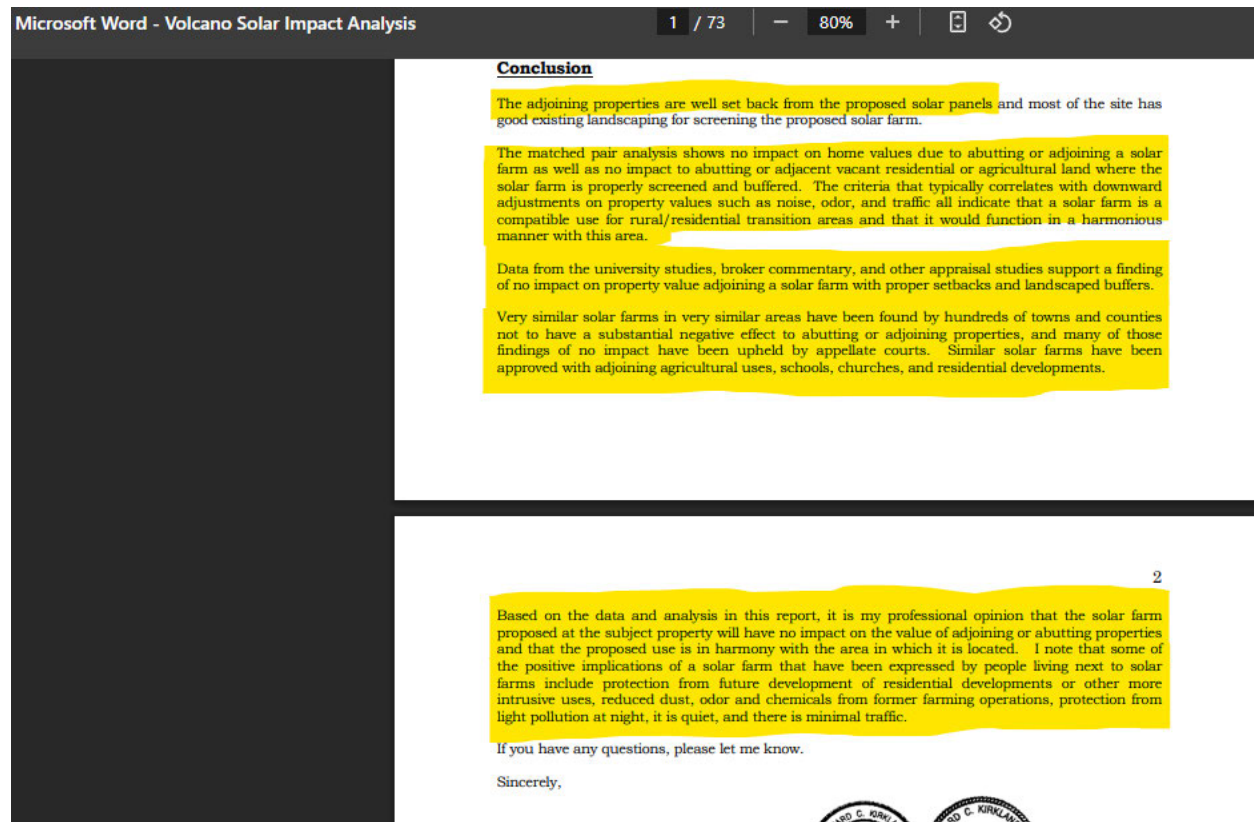 Microsoft Word - Volcano Solar Impact Analysis
1 / 73
80%
Conclusion
The adjoining properties are well set back from the proposed solar panels and most of the site has
good existing landscaping for screening the proposed solar farm.
The matched pair analysis shows no impact on home values due to abutting or adjoining a solar
farm as well as no impact to abutting or adjacent vacant residential or agricultural land where the
solar farm is properly screened and buffered. The criteria that typically correlates with downward
adjustments on property values such as noise, odor, and traffic all indicate that a solar farm is a
compatible use for rural/residential transition areas and that it would function in a harmonious
manner with this area.
Data from the university studies, broker commentary, and other appraisal studies support a finding
of no impact on property value adjoining a solar farm with proper setbacks and landscaped buffers.
Very similar solar farms in very similar areas have been found by hundreds of towns and counties
not to have a substantial negative effect to abutting or adjoining properties, and many of those
findings of no impact have been upheld by appellate courts. Similar solar farms have been
approved with adjoining agricultural uses, schools, churches, and residential developments.
2
Based on the data and analysis in this report, it is my professional opinion that the solar farm
proposed at the subject property will have no impact on the value of adjoining or abutting properties
and that the proposed use is in harmony with the area in which it is located. I note that some of
the positive implications of a solar farm that have been expressed by people living next to solar
farms include protection from future development of residential developments or other more
intrusive uses, reduced dust, odor and chemicals from former farming operations, protection from
light pollution at night, it is quiet, and there is minimal traffic.
If you have any questions, please let me know.
Sincerely,